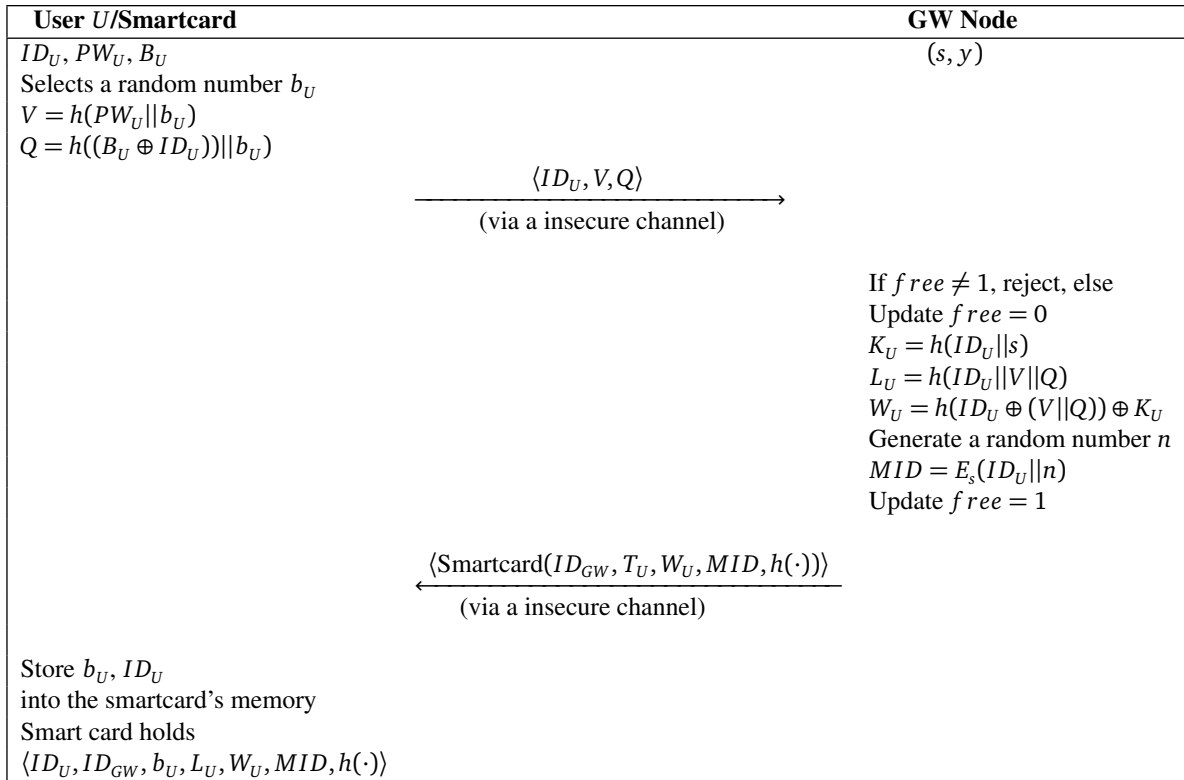 User U/Smartcard GW Node
ID_U, PW_U, B_U (s, y)
Selects a random number b_U
V = h(PW_U||b_U)
Q = h((B_U ⊕ ID_U))||b_U)
⟨ID_U, V, Q⟩
(via a insecure channel)
If free ≠ 1, reject, else
Update free = 0
K_U = h(ID_U||s)
L_U = h(ID_U||V||Q)
W_U = h(ID_U ⊕ (V||Q)) ⊕ K_U
Generate a random number n
MID = E_s(ID_U||n)
Update free = 1
⟨Smartcard(ID_GW, T_U, W_U, MID, h(·))⟩
(via a insecure channel)
Store b_U, ID_U
into the smartcard's memory
Smart card holds
⟨ID_U, ID_GW, b_U, L_U, W_U, MID, h(·)⟩